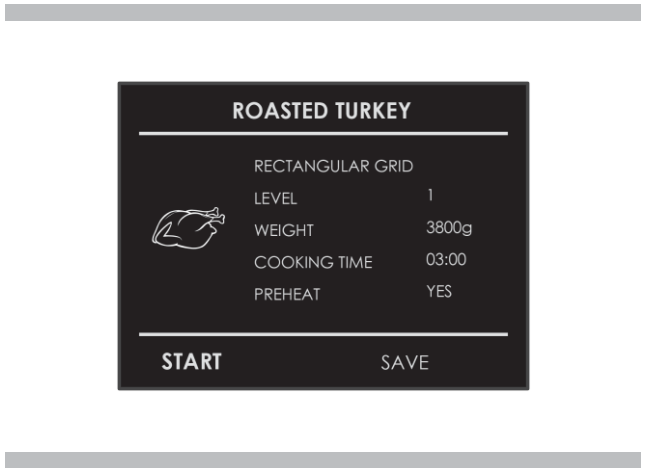 ROASTED TURKEY
RECTANGULAR GRID
LEVEL 1
WEIGHT 3800g
COOKING TIME 03:00
PREHEAT YES
START SAVE